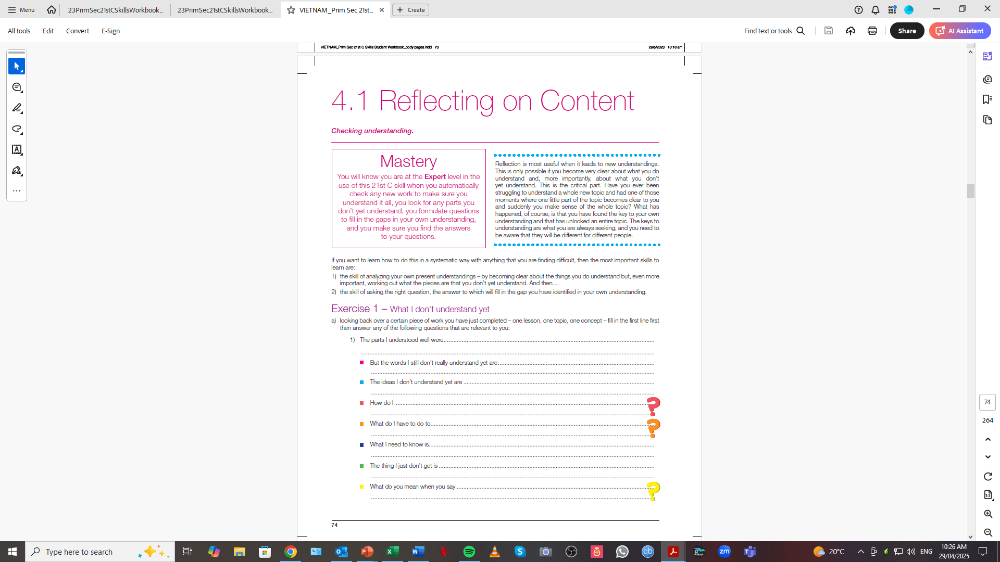 Menu
23PrimSec21stCSkillsWorkbook...
23PrimSec21stCSkillsWorkbook...
VIETNAM_Prim Sec 21st...
Create
All tools
Edit
Convert
E-Sign
Find text or tools
Share
AI Assistant
VIETNAM_Prim Sec 21st C Skills Student Workbook_body pages.indd 73
29/5/2023 10:16 am
4.1 Reflecting on Content
Checking understanding.
Mastery
You will know you are at the Expert level in the
use of this 21st C skill when you automatically
check any new work to make sure you
understand it all, you look for any parts you
don't yet understand, you formulate questions
to fill in the gaps in your own understanding,
and you make sure you find the answers
to your questions.
Reflection is most useful when it leads to new understandings.
This is only possible if you become very clear about what you do
understand and, more importantly, about what you don't
yet understand. This is the critical part. Have you ever been
struggling to understand a whole new topic and had one of those
moments where one little part of the topic becomes clear to you
and suddenly you make sense of the whole topic? What has
happened, of course, is that you have found the key to your own
understanding and that has unlocked an entire topic. The keys to
understanding are what you are always seeking, and you need to
be aware that they will be different for different people.
If you want to learn how to do this in a systematic way with anything that you are finding difficult, then the most important skills to
learn are:
1) the skill of analyzing your own present understandings – by becoming clear about the things you do understand but, even more
important, working out what the pieces are that you don't yet understand. And then...
2) the skill of asking the right question, the answer to which will fill in the gap you have identified in your own understanding.
Exercise 1 – What I don't understand yet
a) looking back over a certain piece of work you have just completed – one lesson, one topic, one concept – fill in the first line first
then answer any of the following questions that are relevant to you:
1) The parts I understood well were
But the words I still don't really understand yet are
The ideas I don't understand yet are
How do I ?
What do I have to do to ?
What I need to know is
The thing I just don't get is
What do you mean when you say ?
74
74
264
Type here to search
20°C
ENG
10:26 AM
29/04/2025